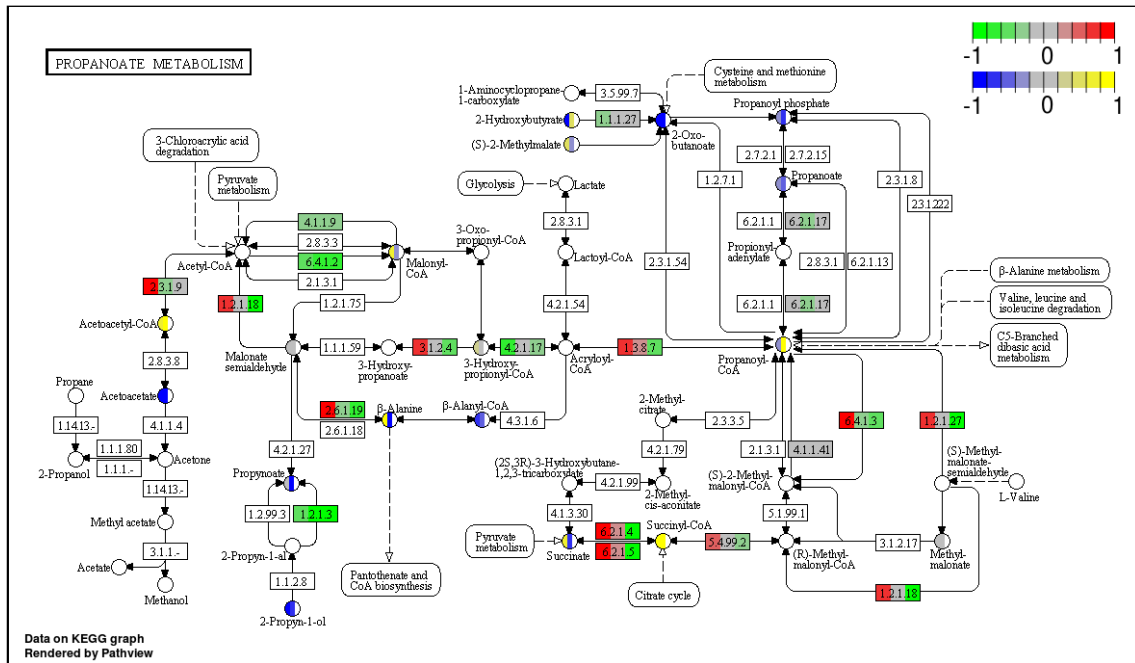 PROPANOATE METABOLISM
-1 0 1
-1 0 1
Cysteine and methionine
metabolism
1-Aminocyclopropane
1-carboxylate
3.5.99.7
2-Hydroxybutyrate
1.1.1.27
2-Oxo-
butanoate
(S)-2-Methylmalate
Propanoyl phosphate
3-Chloroacrylic acid
degradation
Pyruvate
metabolism
Glycolysis
Lactate
1.2.7.1
2.7.2.1
2.7.2.15
2.3.1.8
2.3.1.222
Propanoate
4.1.1.9
2.8.3.3
6.4.1.2
2.1.3.1
Acetyl-CoA
Malonyl-
CoA
3-Oxo-
propionyl-CoA
2.8.3.1
Lactoyl-CoA
6.2.1.1
6.2.1.17
Propionyl-
adenylate
2.3.1.54
2.8.3.1
6.2.1.13
β-Alanine metabolism
2.3.1.9
1.2.1.18
1.2.1.75
4.2.1.54
6.2.1.1
6.2.1.17
Valine, leucine and
isoleucine degradation
Acetoacetyl-CoA
C5-Branched
dibasic acid
metabolism
Malonate
semialdehyde
1.1.1.59
3-Hydroxy-
propanoate
3.1.2.4
3-Hydroxy-
propionyl-CoA
4.2.1.17
Acryloyl-
CoA
1.3.8.7
Propanoyl-
CoA
2.8.3.8
Propane
Acetoacetate
2.6.1.19
2.6.1.18
β-Alanine
β-Alanyl-CoA
4.3.1.6
2-Methyl-
citrate
2.3.3.5
6.4.1.3
1.2.1.27
1.14.13.-
4.1.1.4
1.1.1.80
1.1.1.-
2-Propanol
Acetone
4.2.1.27
4.2.1.79
2.1.3.1
4.1.1.41
(S)-Methyl-
malonate-
semialdehyde
L-Valine
Propynoate
(2S,3R)-3-Hydroxybutane-
1,2,3-tricarboxylate
4.2.1.99
2-Methyl-
cis-aconitate
(S)-2-Methyl-
malonyl-CoA
1.14.13.-
1.2.99.3
1.2.1.3
4.1.3.30
5.1.99.1
Methyl acetate
2-Propyn-1-al
Pyruvate
metabolism
Succinate
6.2.1.4
6.2.1.5
Succinyl-CoA
5.4.99.2
(R)-Methyl-
malonyl-CoA
3.1.2.17
Methyl-
malonate
3.1.1.-
Acetate
Methanol
1.1.2.8
2-Propyn-1-ol
Pantothenate and
CoA biosynthesis
Citrate cycle
1.2.1.18
Data on KEGG graph
Rendered by Pathview